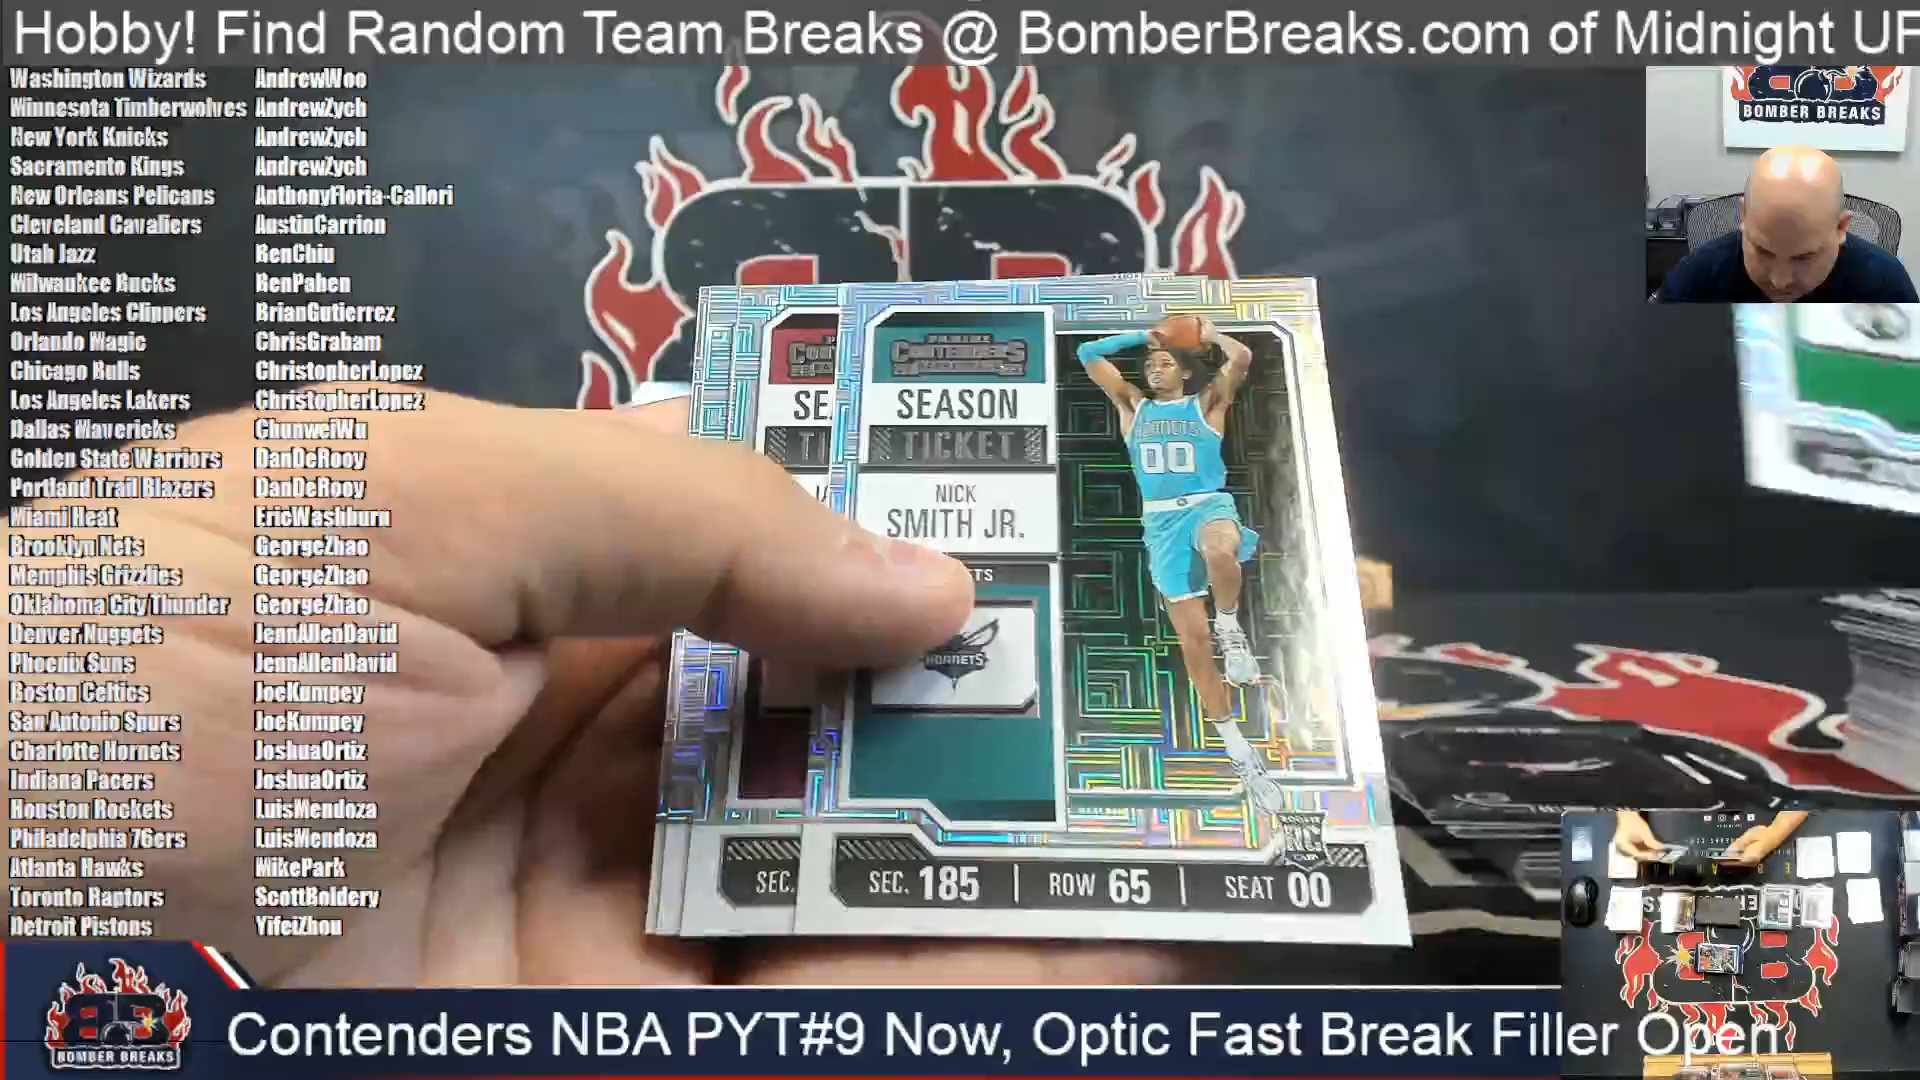 Hobby! Find Random Team Breaks @ BomberBreaks.com of Midnight UF
Washington Wizards AndrewWoo
Minnesota Timberwolves AndrewZych
New York Knicks AndrewZych
Sacramento Kings AndrewZych
New Orleans Pelicans AnthonyFloria-Callori
Cleveland Cavaliers AustinCarrion
Utah Jazz BenChiu
Milwaukee Bucks BenPahen
Los Angeles Clippers BrianGutierrez
Orlando Magic ChrisGraham
Chicago Bulls ChristopherLopez
Los Angeles Lakers ChristopherLopez
Dallas Mavericks ChunweiWu
Golden State Warriors DanDeRooy
Portland Trail Blazers DanDeRooy
Miami Heat EricWashburn
Brooklyn Nets GeorgeZhao
Memphis Grizzlies GeorgeZhao
Oklahoma City Thunder GeorgeZhao
Denver Nuggets JennAllenDavid
Phoenix Suns JennAllenDavid
Boston Celtics JoeKumpey
San Antonio Spurs JoeKumpey
Charlotte Hornets JoshuaOrtiz
Indiana Pacers JoshuaOrtiz
Houston Rockets LuisMendoza
Philadelphia 76ers LuisMendoza
Atlanta Hawks MikePark
Toronto Raptors ScottBoldery
Detroit Pistons YifeiZhou
BOMBER BREAKS
PANINI
CONTENDERS
SEASON
TICKET
NICK
SMITH JR.
HORNETS
HORNETS
00
SEC. 185 | ROW 65 | SEAT 00
SEC.
BOMBER BREAKS
Contenders NBA PYT#9 Now, Optic Fast Break Filler Open